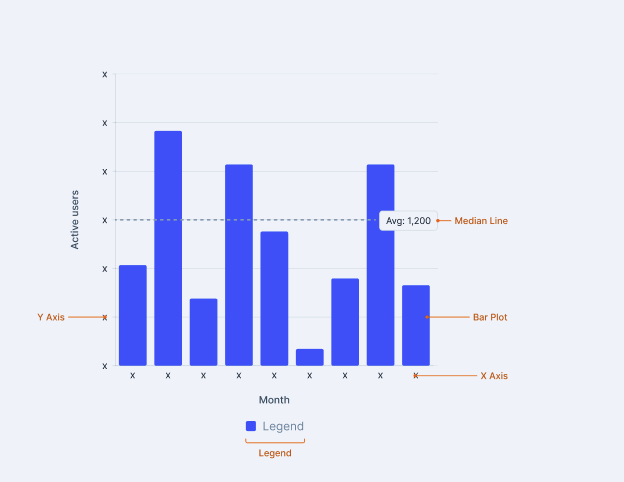 x
x
x
x
Avg: 1,200
Median Line
Active users
x
Y Axis
x
Bar Plot
x
x x x x x x x x x
X Axis
Month
Legend
Legend